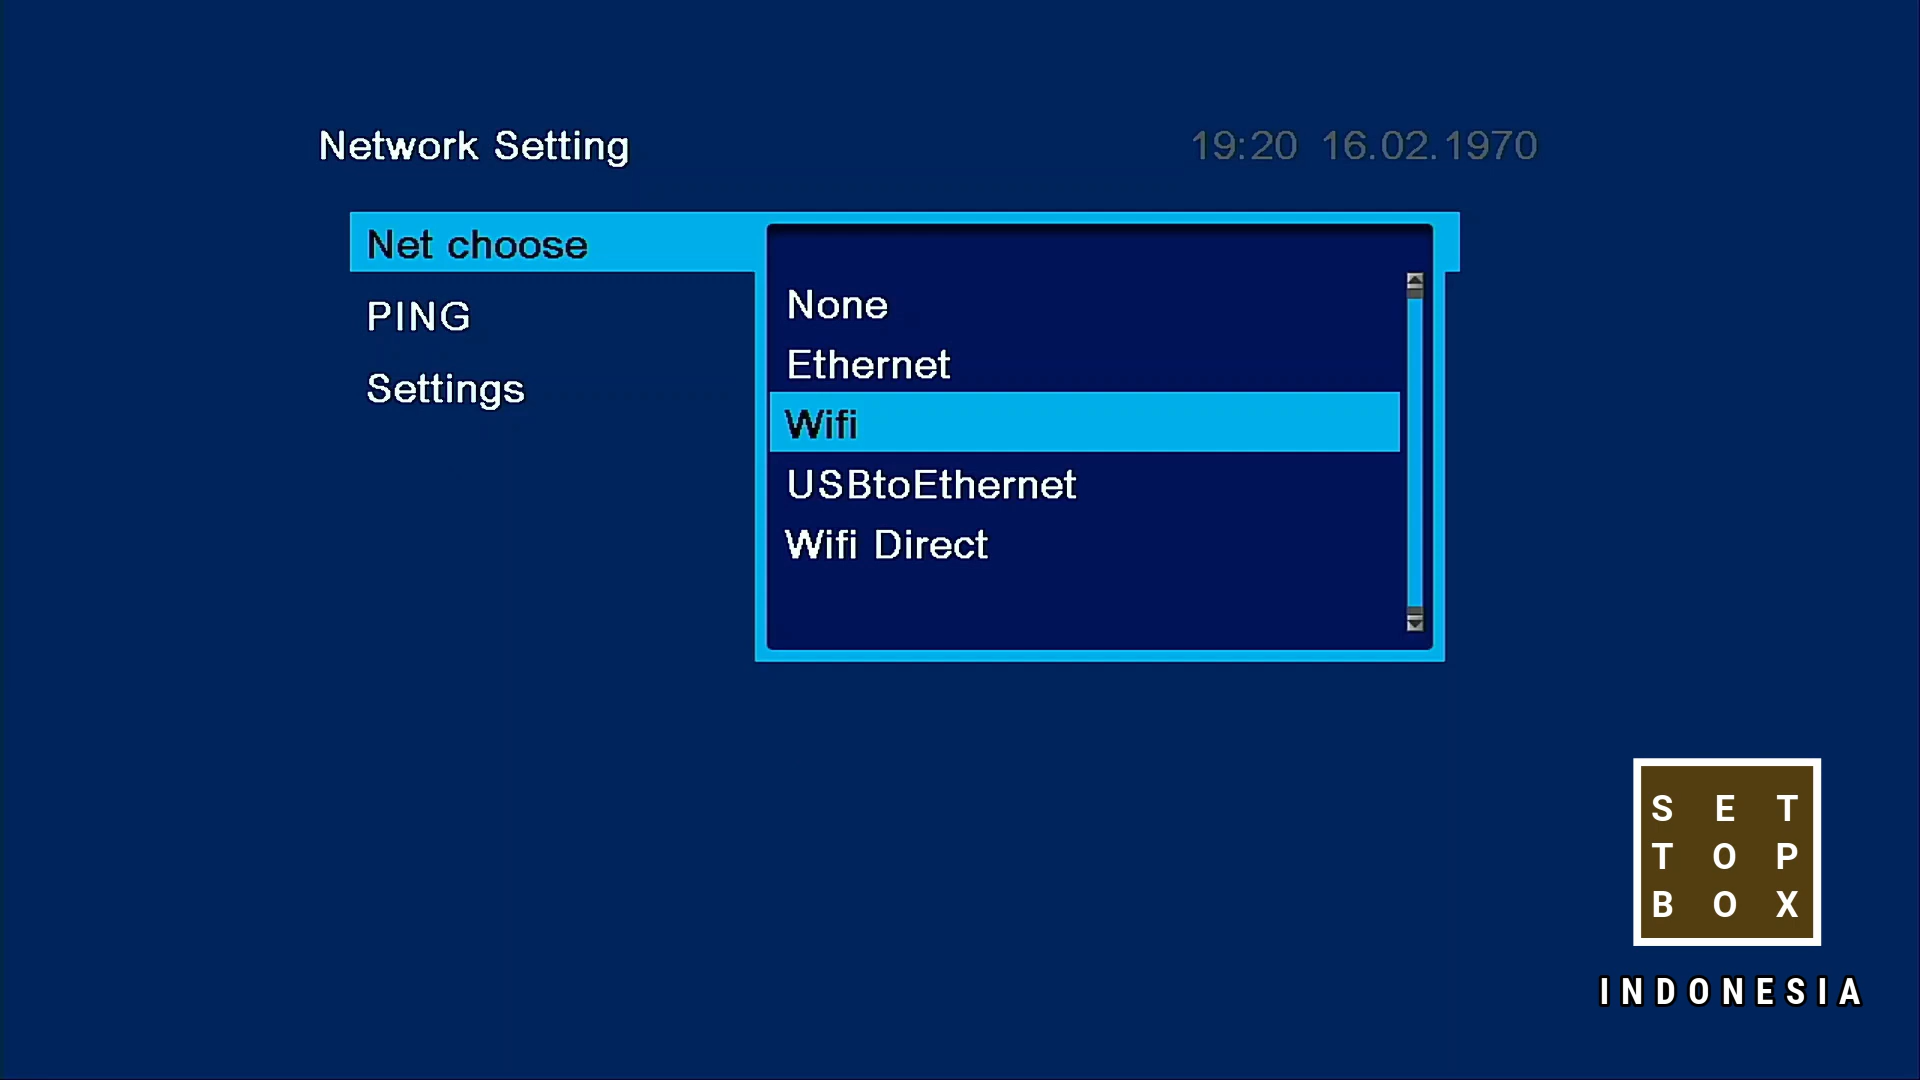 Network Setting
19:20 16.02.1970
Net choose
PING
Settings
None
Ethernet
Wifi
USBtoEthernet
Wifi Direct
S E T
T O P
B O X
INDONESIA